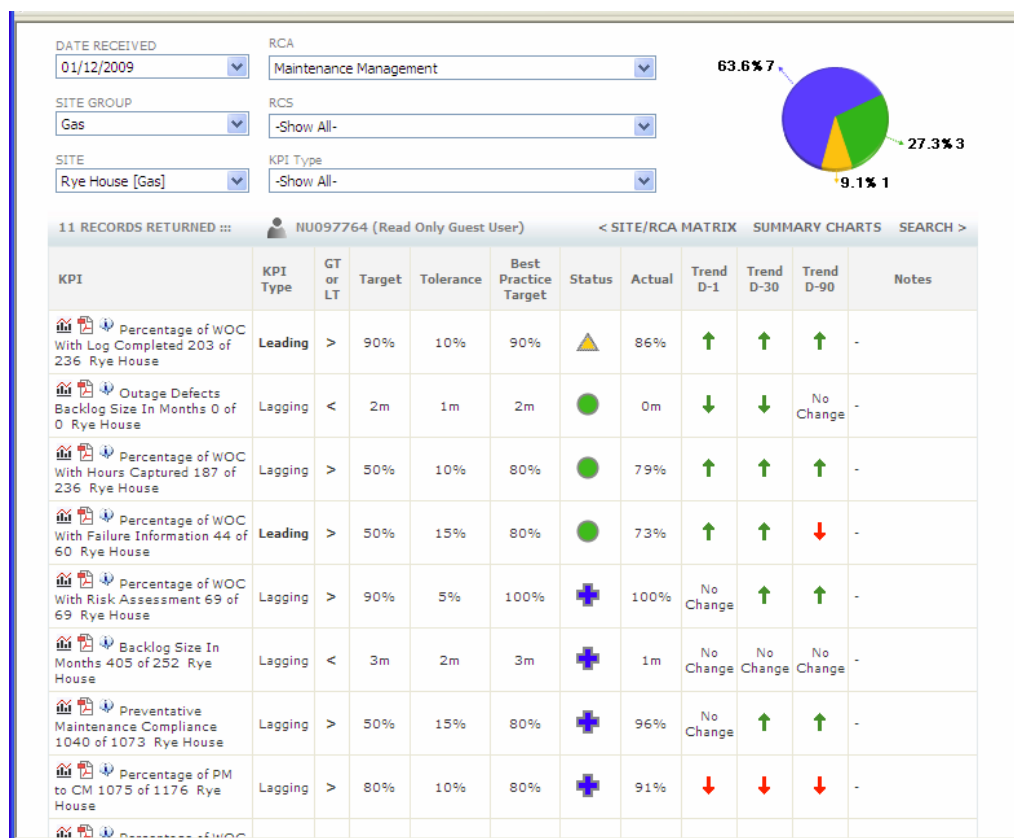 DATE RECEIVED
RCA
01/12/2009
Maintenance Management
SITE GROUP
RCS
Gas
-Show All-
SITE
KPI Type
Rye House [Gas]
-Show All-
63.6% 7
27.3% 3
9.1% 1
11 RECORDS RETURNED :::
NU097764 (Read Only Guest User)
< SITE/RCA MATRIX SUMMARY CHARTS SEARCH >
KPI
KPI
Type
GT
or
LT
Target
Tolerance
Best
Practice
Target
Status
Actual
Trend
D-1
Trend
D-30
Trend
D-90
Notes
Percentage of WOC
With Log Completed 203 of
236 Rye House
Leading > 90% 10% 90% 86% -
Outage Defects
Backlog Size In Months 0 of
0 Rye House
Lagging < 2m 1m 2m 0m
No
Change
-
Percentage of WOC
With Hours Captured 187 of
236 Rye House
Lagging > 50% 10% 80% 79% -
Percentage of WOC
With Failure Information 44 of
60 Rye House
Leading > 50% 15% 80% 73% -
Percentage of WOC
With Risk Assessment 69 of
69 Rye House
Lagging > 90% 5% 100% 100%
No
Change
-
Backlog Size In
Months 405 of 252 Rye
House
Lagging < 3m 2m 3m 1m
No
Change
No
Change
No
Change
-
Preventative
Maintenance Compliance
1040 of 1073 Rye House
Lagging > 50% 15% 80% 96%
No
Change
-
Percentage of PM
to CM 1075 of 1176 Rye
House
Lagging > 80% 10% 80% 91% -
Percentage of WOC